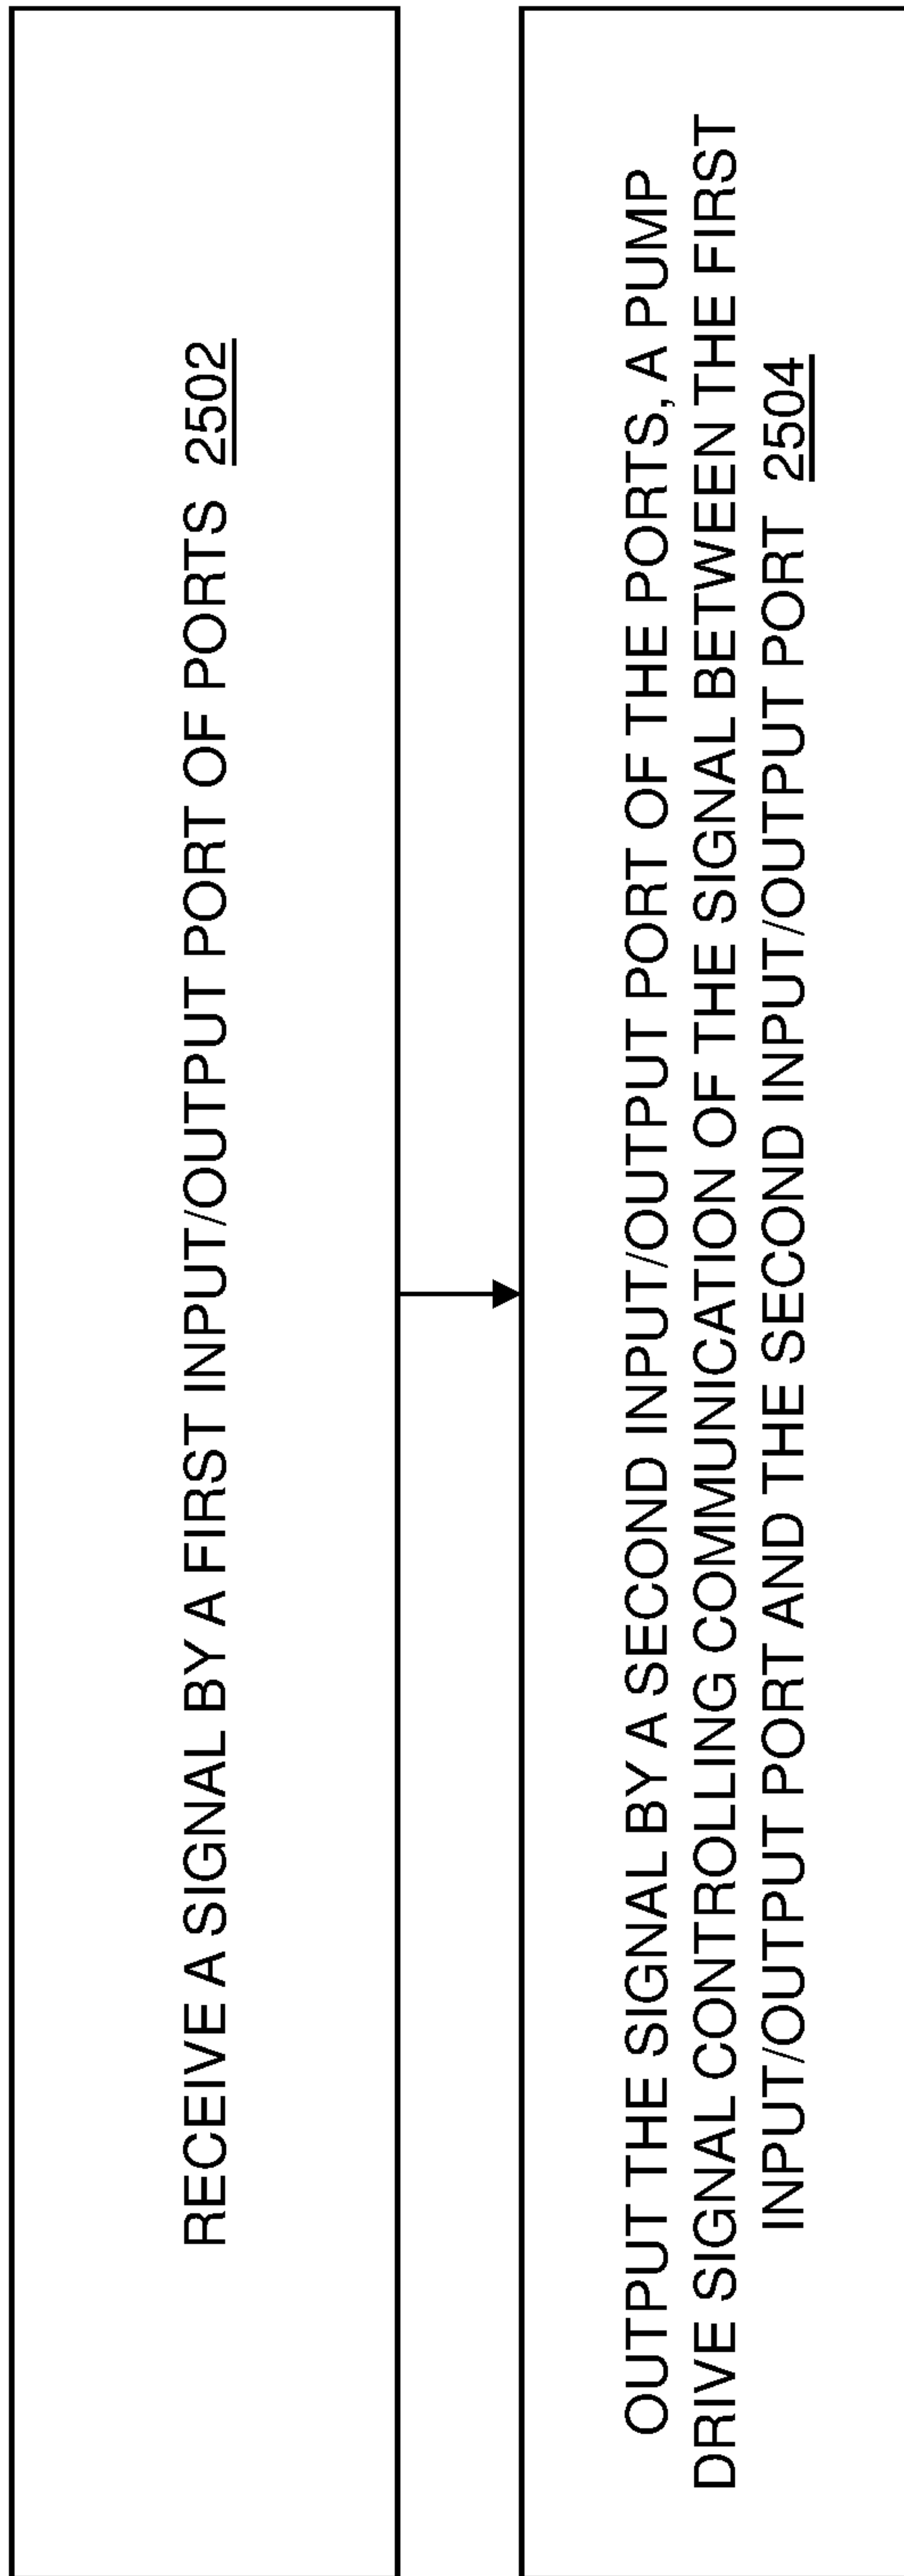 RECEIVE A SIGNAL BY A FIRST INPUT/OUTPUT PORT OF PORTS 2502
OUTPUT THE SIGNAL BY A SECOND INPUT/OUTPUT PORT OF THE PORTS, A PUMP
DRIVE SIGNAL CONTROLLING COMMUNICATION OF THE SIGNAL BETWEEN THE FIRST
INPUT/OUTPUT PORT AND THE SECOND INPUT/OUTPUT PORT 2504